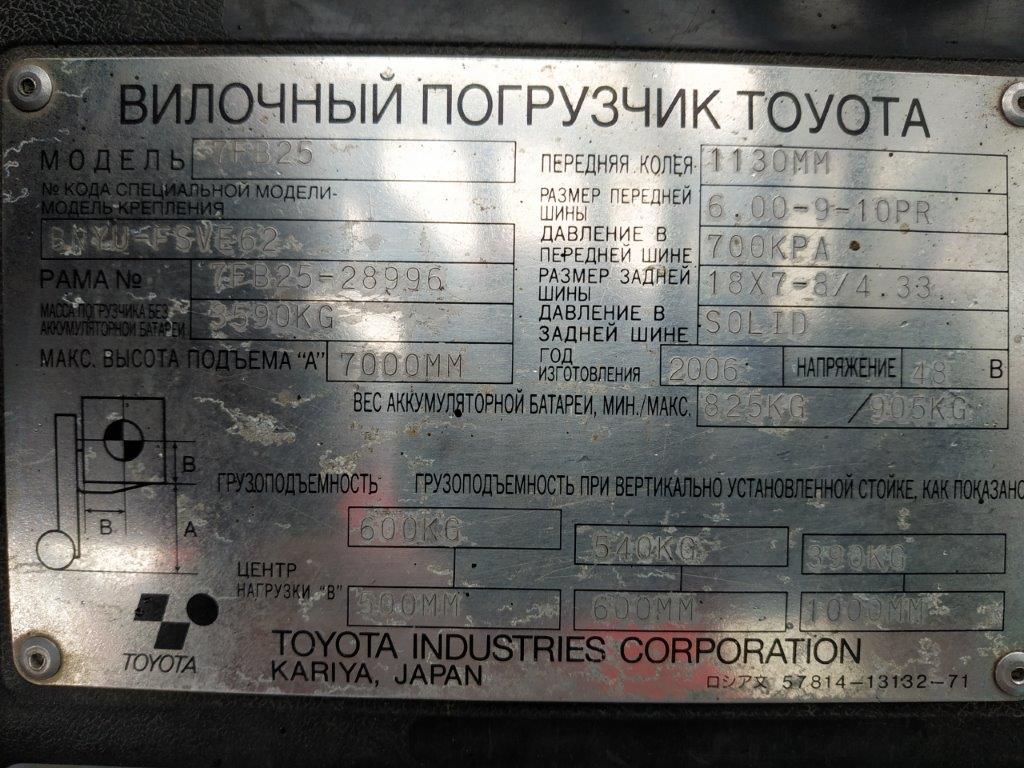 ВИЛОЧНЫЙ ПОГРУЗЧИК TOYOTA
МОДЕЛЬ 7FB25
№ КОДА СПЕЦИАЛЬНОЙ МОДЕЛИ-
МОДЕЛЬ КРЕПЛЕНИЯ
РАМА № 7FB25-28996
МАССА ПОГРУЗЧИКА БЕЗ
АККУМУЛЯТОРНОЙ БАТАРЕИ 3590KG
МАКС. ВЫСОТА ПОДЪЕМА "А" 7000MM
ПЕРЕДНЯЯ КОЛЕЯ 1130MM
РАЗМЕР ПЕРЕДНЕЙ
ШИНЫ 6.00-9-10PR
ДАВЛЕНИЕ В
ПЕРЕДНЕЙ ШИНЕ 700KPA
РАЗМЕР ЗАДНЕЙ
ШИНЫ 18X7-8/4.33
ДАВЛЕНИЕ В
ЗАДНЕЙ ШИНЕ SOLID
ГОД
ИЗГОТОВЛЕНИЯ 2006 НАПРЯЖЕНИЕ 48 В
ВЕС АККУМУЛЯТОРНОЙ БАТАРЕИ, МИН./МАКС. 825KG /905KG
B
B
A
ГРУЗОПОДЪЕМНОСТЬ ГРУЗОПОДЪЕМНОСТЬ ПРИ ВЕРТИКАЛЬНО УСТАНОВЛЕННОЙ СТОЙКЕ, КАК ПОКАЗАНО
600KG 540KG 390KG
ЦЕНТР
НАГРУЗКИ "В" 500MM 600MM 1000MM
TOYOTA
TOYOTA INDUSTRIES CORPORATION
KARIYA, JAPAN
ロシア文 57814-13132-71